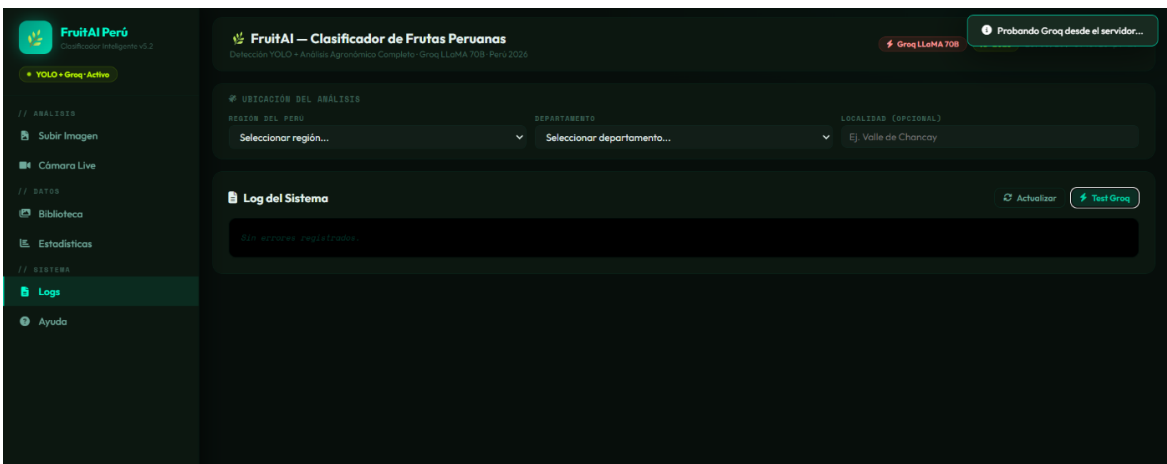 FruitAI Perú
Clasificador Inteligente v5.2
YOLO + Groq · Activo
// ANÁLISIS
Subir Imagen
Cámara Live
// DATOS
Biblioteca
Estadísticas
// SISTEMA
Logs
Ayuda
FruitAI — Clasificador de Frutas Peruanas
Detección YOLO + Análisis Agronómico Completo · Groq LLaMA 70B · Perú 2026
Groq LLaMA 70B
Probando Groq desde el servidor...
UBICACIÓN DEL ANÁLISIS
REGIÓN DEL PERÚ
Seleccionar región...
DEPARTAMENTO
Seleccionar departamento...
LOCALIDAD (OPCIONAL)
Ej. Valle de Chancay
Log del Sistema
Actualizar
Test Groq
Sin errores registrados.